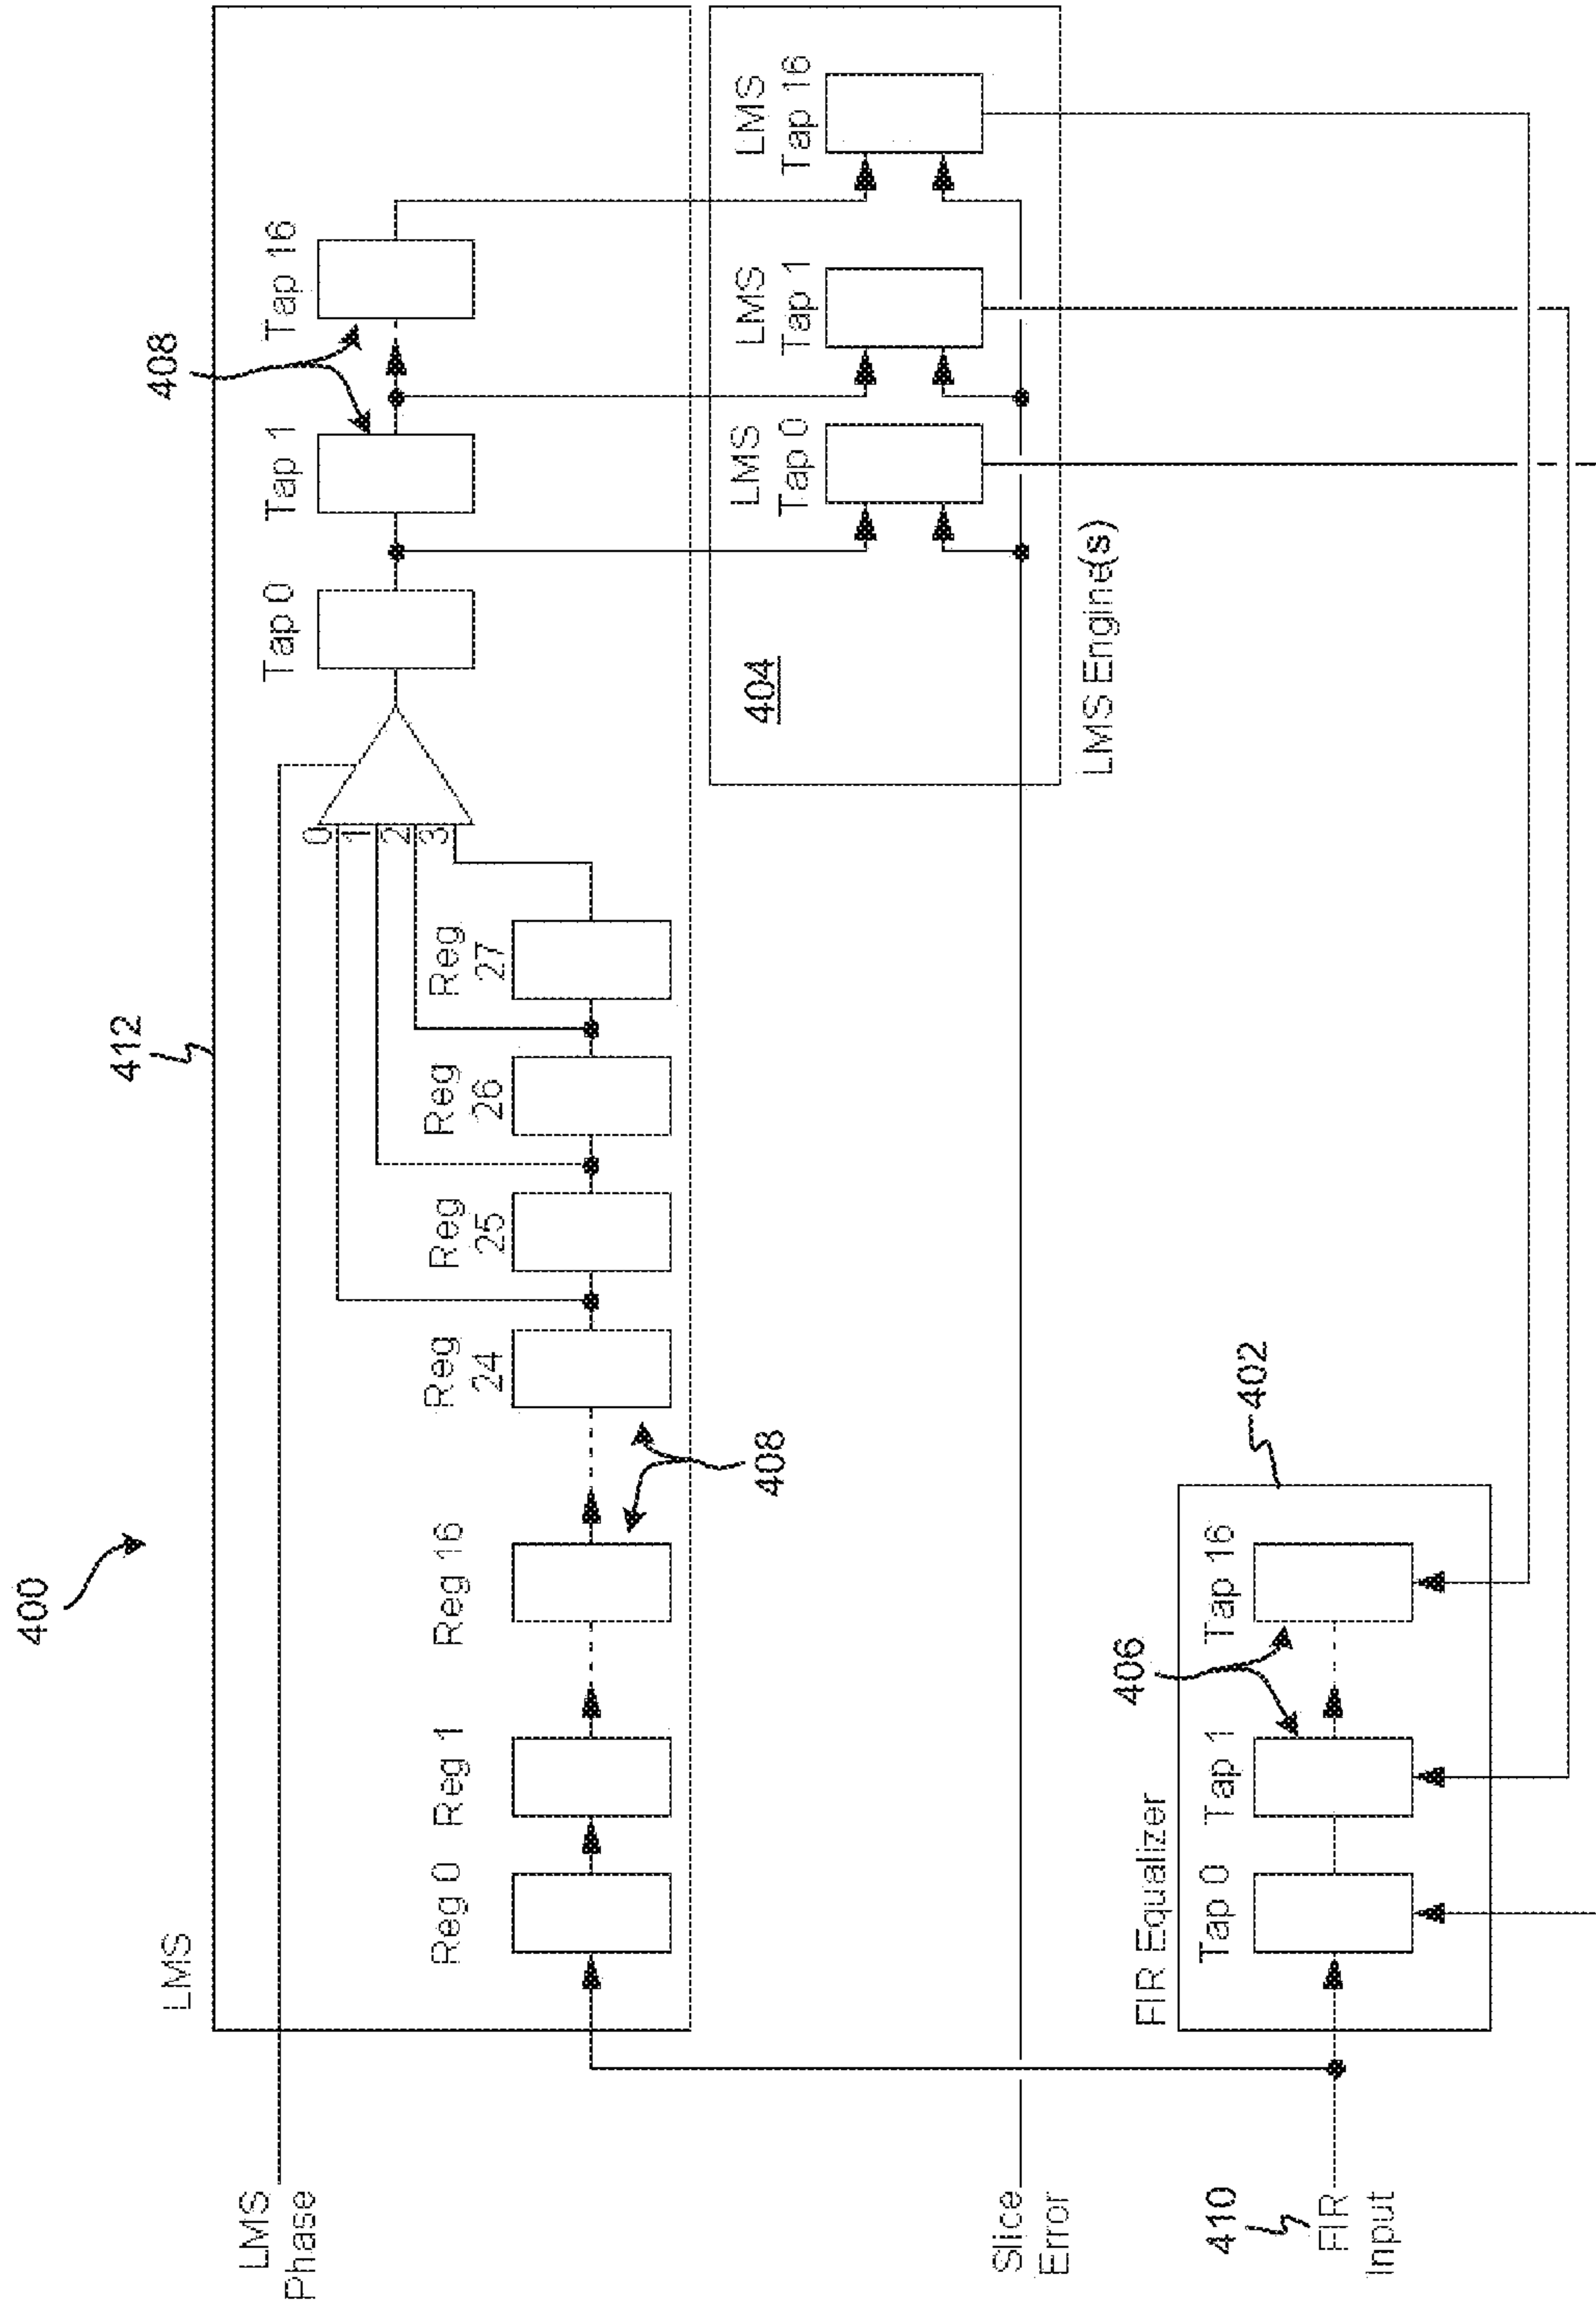 400
412
LMS
LMS
Phase
408
Tap 0
Tap 1
Tap 16
0
1
2
3
Reg 0
Reg 1
Reg 16
Reg
24
Reg
25
Reg
26
Reg
27
408
404
LMS
Tap 0
LMS
Tap 1
LMS
Tap 16
LMS Engine(s)
Slice
Error
FIR Equalizer
402
406
Tap 0
Tap 1
Tap 16
410
FIR
Input